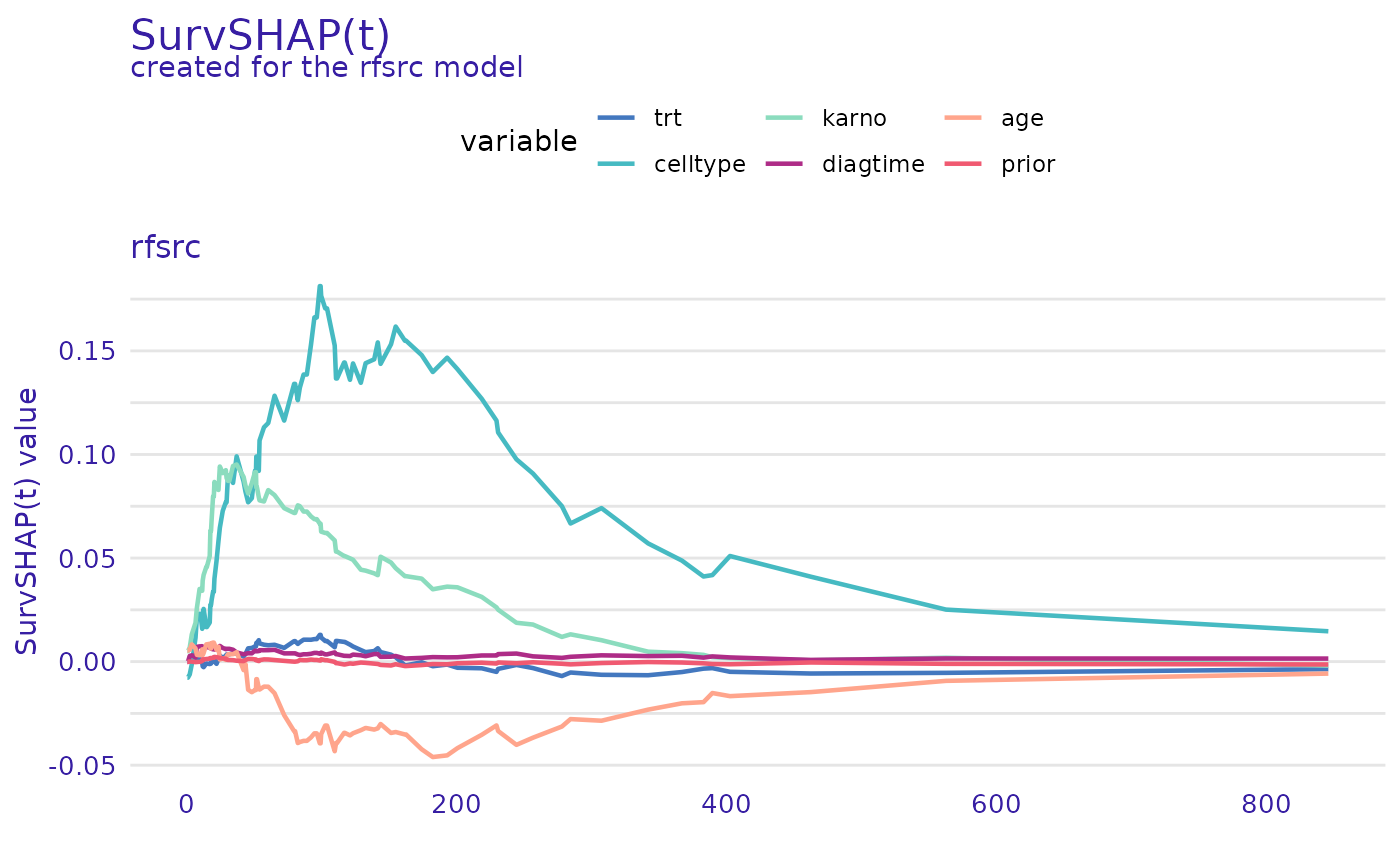 SurvSHAP(t)
created for the rfsrc model
variable
trt
karno
age
celltype
diagtime
prior
rfsrc
SurvSHAP(t) value
0.15
0.10
0.05
0.00
-0.05
0
200
400
600
800